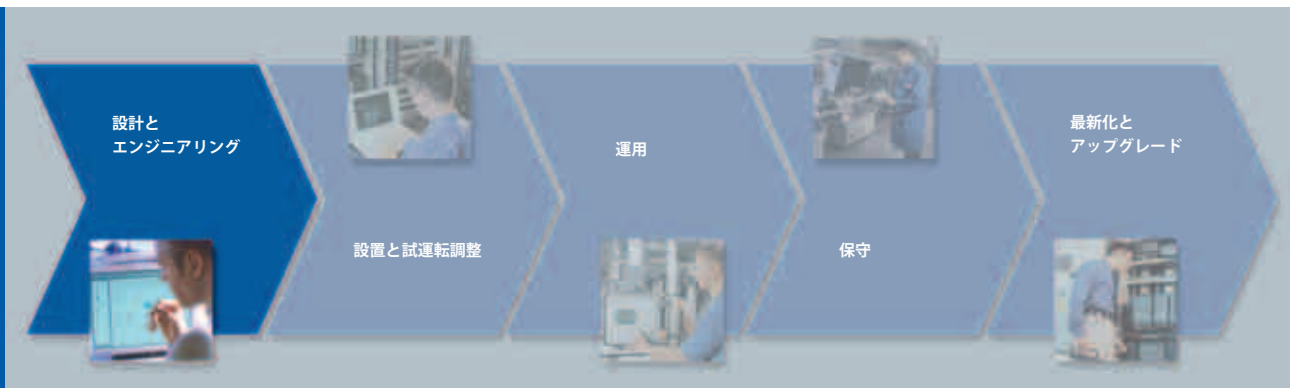 設計と
エンジニアリング
設置と試運転調整
運用
保守
最新化と
アップグレード